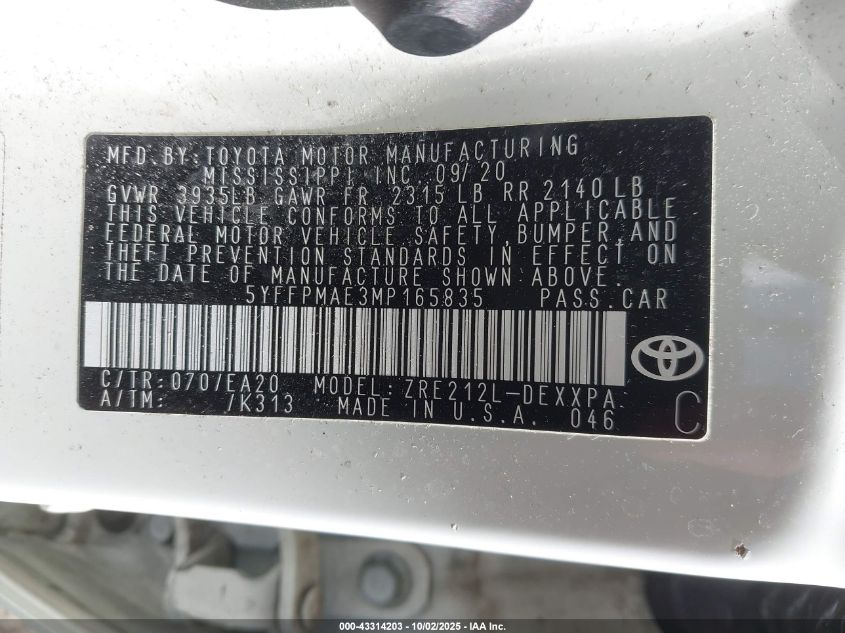 MFD. BY: TOYOTA MOTOR MANUFACTURING
MISSISSIPPI, INC. 09/20
GVWR 3935LB GAWR FR 2315 LB RR 2140 LB
THIS VEHICLE CONFORMS TO ALL APPLICABLE
FEDERAL MOTOR VEHICLE SAFETY, BUMPER, AND
THEFT PREVENTION STANDARDS IN EFFECT ON
THE DATE OF MANUFACTURE SHOWN ABOVE.
5YFFPMAE3MP165835 PASS. CAR
C/TR: 070/EA20 MODEL: ZRE212L-DEXXPA
A/TM: /K313 MADE IN U.S.A. 046 C
000-43314203 - 10/02/2025 - IAA Inc.